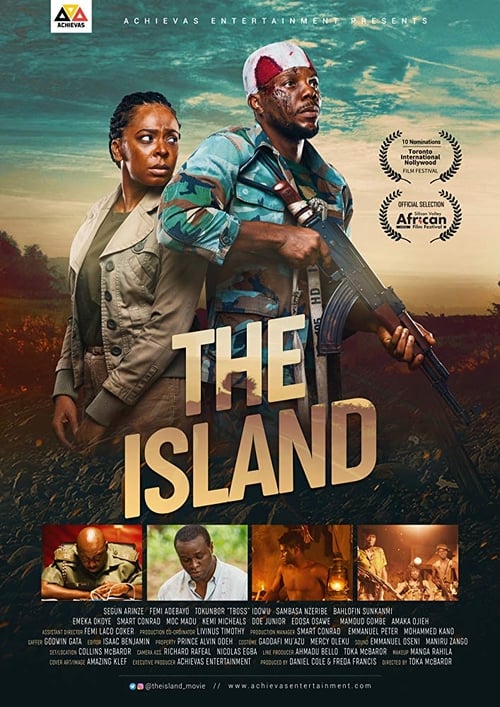 ACHIEVAS
ACHIEVAS ENTERTAINMENT PRESENTS
10 Nominations
Toronto
International
Nollywood
FILM FESTIVAL
OFFICIAL SELECTION
Silicon Valley
African
Film Festival
HD
THE
ISLAND
SEGUN ARINZE FEMI ADEBAYO TOKUNBOR "TBOSS" IDOWU SAMBASA NZERIBE BAHLOFIN SUNKANMI
EMEKA OKOYE SMART CONRAD MOC MADU KEMI MICHEALS DOE JUNIOR EDOSA OSAWE MAMOUD GOMBE AMAKA OJIEH
ASSISTANT DIRECTOR FEMI LACO COKER PRODUCTION CO-ORDINATOR LIVINUS TIMOTHY PRODUCTION MANAGER SMART CONRAD EMMANUEL PETER MOHAMMED KANO
GAFFER GODWIN GATA EDITOR ISAAC BENJAMIN PROPERTY PRINCE ALVIN ODEH COSTUME GADDAFI MU'AZU MERCY OLEKU SOUND EMMANUEL OSENI MANIRU ZANGO
SET/LOCATION COLLINS McBAROR CAMERA ASS. RICHARD RAFEAL NICOLAS EGBA LINE PRODUCER AHMADU BELLO TOKA McBAROR MAKEUP MANGA RAHILA
COVER ART/IMAGE AMAZING KLEF EXECUTIVE PRODUCER ACHIEVAS ENTERTAINMENT PRODUCED BY DANIEL COLE & FREDA FRANCIS DIRECTED BY TOKA McBAROR
@theisland_movie // www.achievasentertainment.com